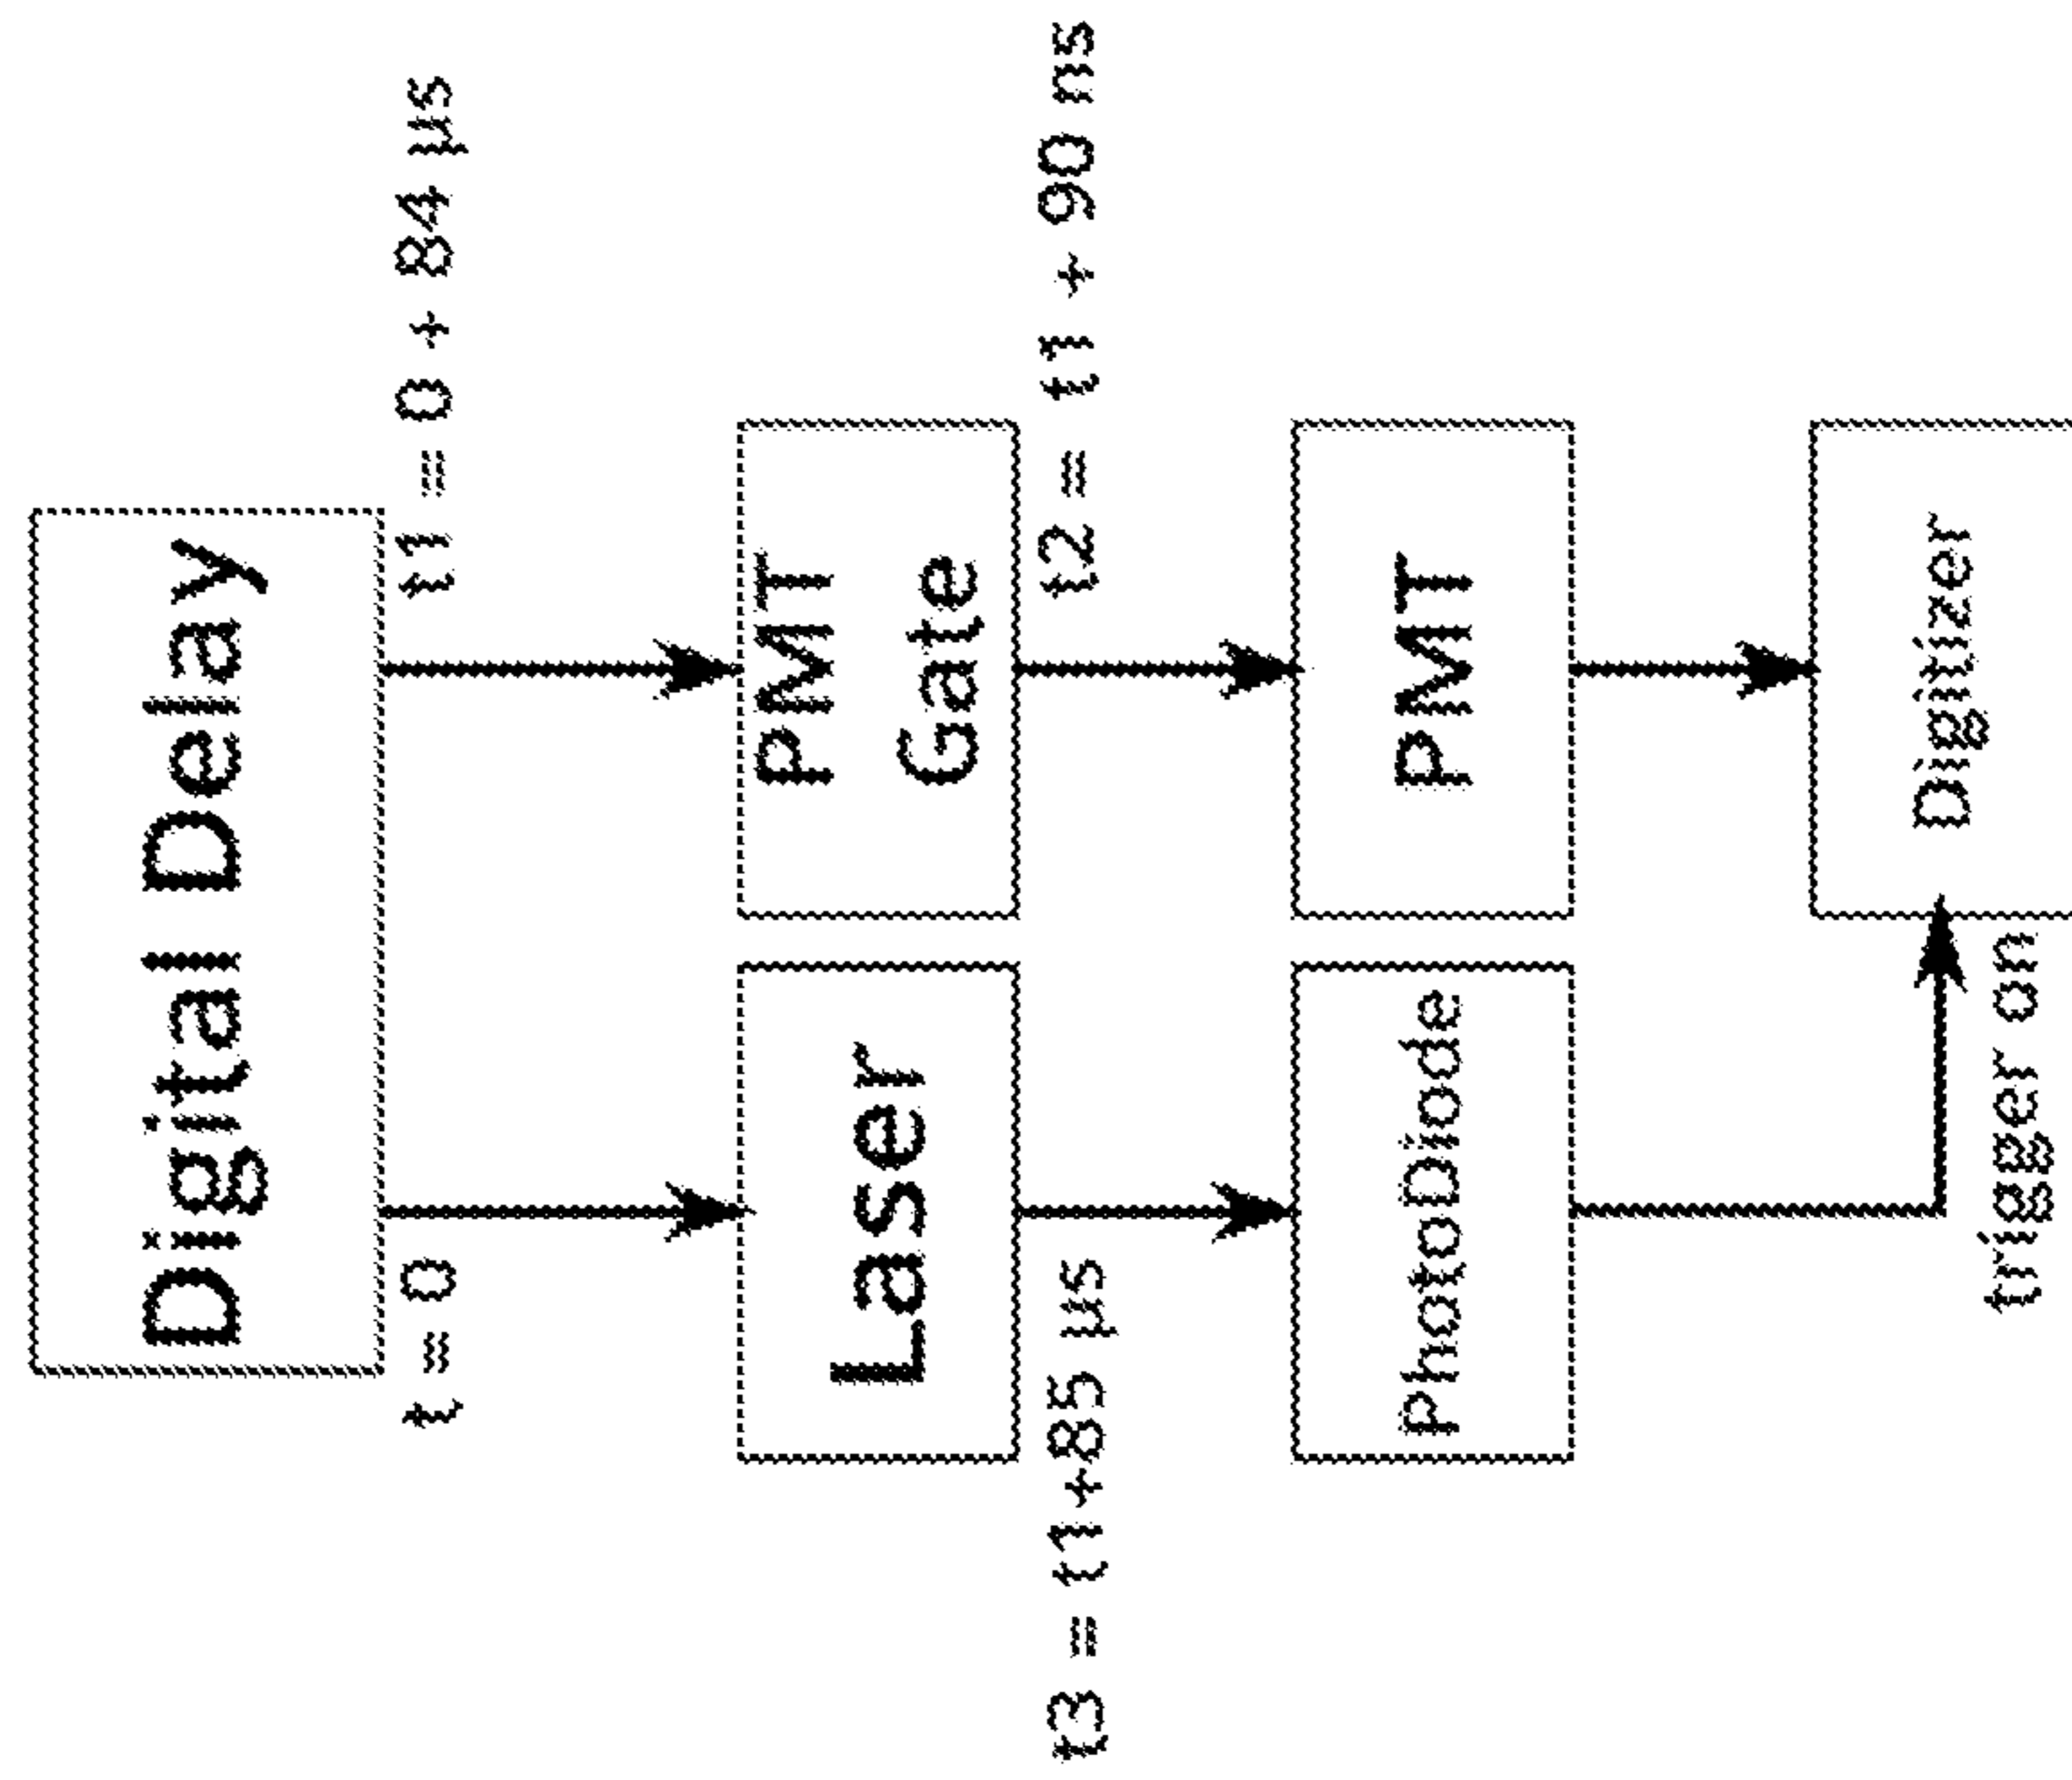 Digital Delay
t = 0
t1 = 0 + 84 µs
Laser
PMT
Gate
t3 = t1+85 µs
t2 = t1 + 90 ns
PhotoDiode
PMT
Digitizer
trigger on